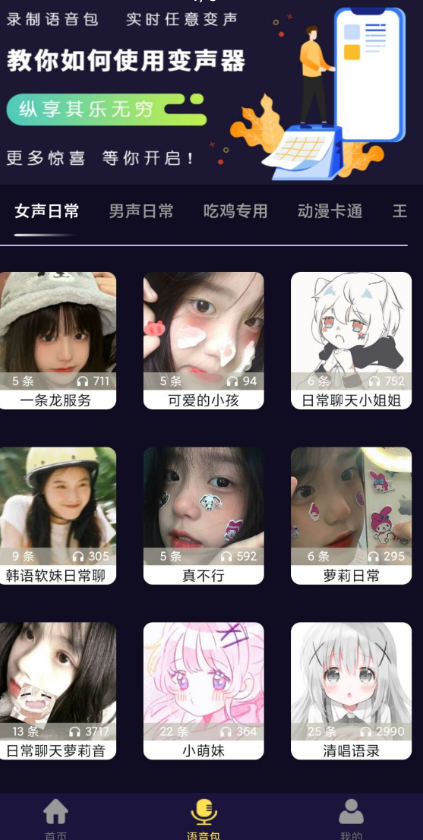 录制语音包 实时任意变声
教你如何使用变声器
纵享其乐无穷
更多惊喜 等你开启！
女声日常 男声日常 吃鸡专用 动漫卡通 王
5 条 711
一条龙服务
5 条 94
可爱的小孩
6 条 752
日常聊天小姐姐
9 条 305
韩语软妹日常聊
5 条 592
真不行
6 条 295
萝莉日常
13 条 3717
日常聊天萝莉音
22 条 364
小萌妹
25 条 2990
清唱语录
首页 语音包 我的